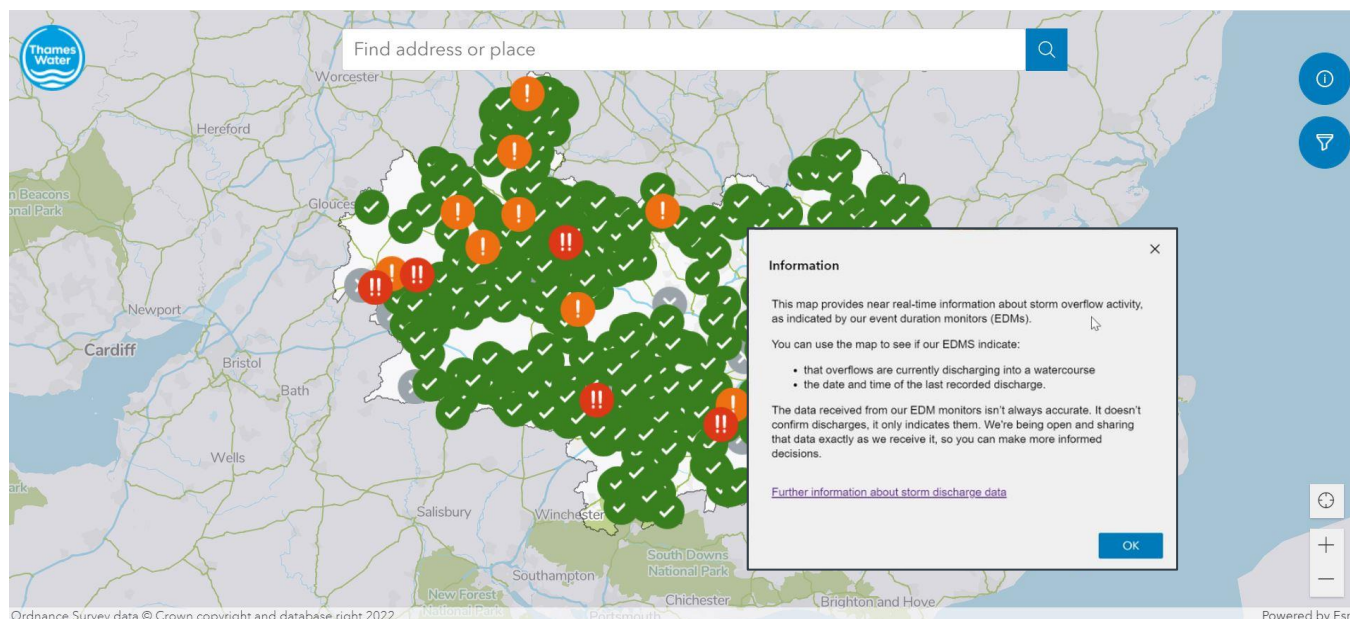 Thames
Water
Find address or place
Worcester
Hereford
n Beacons
onal Park
Glouces
Newport
Cardiff
Bristol
Bath
Wells
ark
Salisbury
Winchester
Southampton
South Downs
National Park
New Forest
National Park
Chichester
Portsmouth
Brighton and Hove
Information
This map provides near real-time information about storm overflow activity,
as indicated by our event duration monitors (EDMs).
You can use the map to see if our EDMS indicate:
• that overflows are currently discharging into a watercourse
• the date and time of the last recorded discharge.
The data received from our EDM monitors isn't always accurate. It doesn't
confirm discharges, it only indicates them. We're being open and sharing
that data exactly as we receive it, so you can make more informed
decisions.
Further information about storm discharge data
OK
Ordnance Survey data © Crown copyright and database right 2022
Powered by Esr